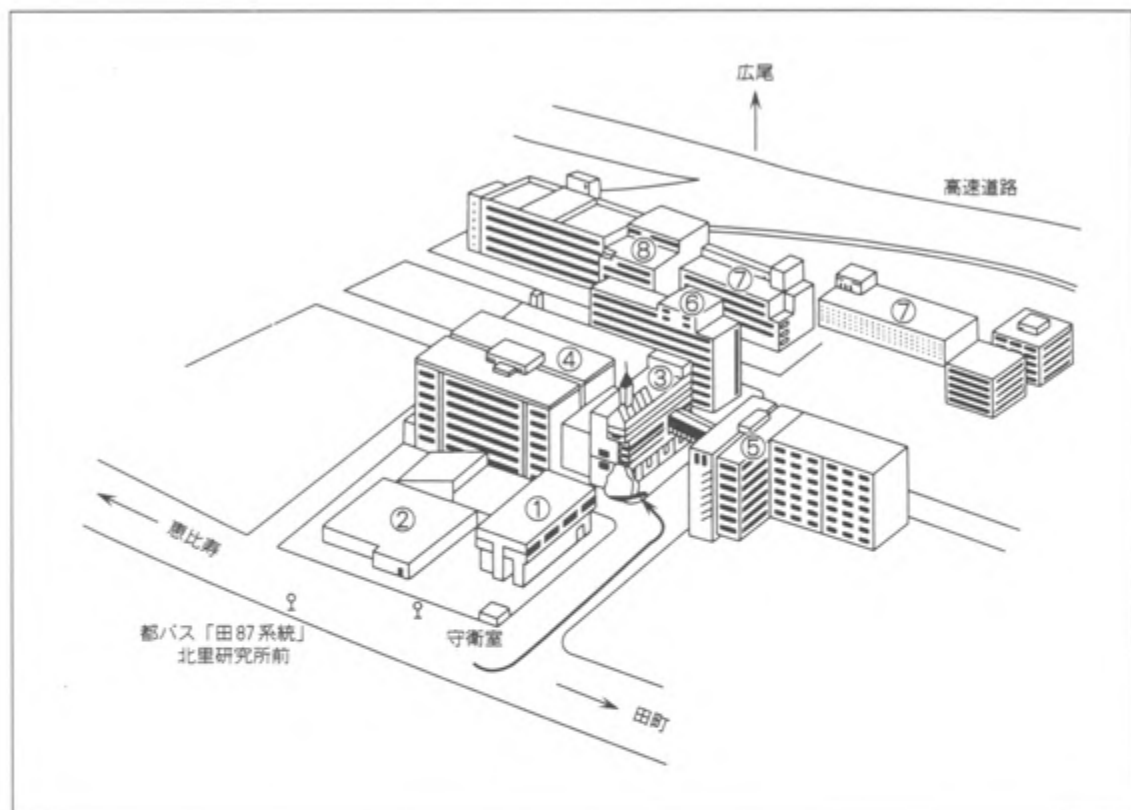 広尾
高速道路
⑧
⑦
⑥
⑦
④
③
⑤
①
②
恵比寿
都バス「田87系統」
北里研究所前
守衛室
田町